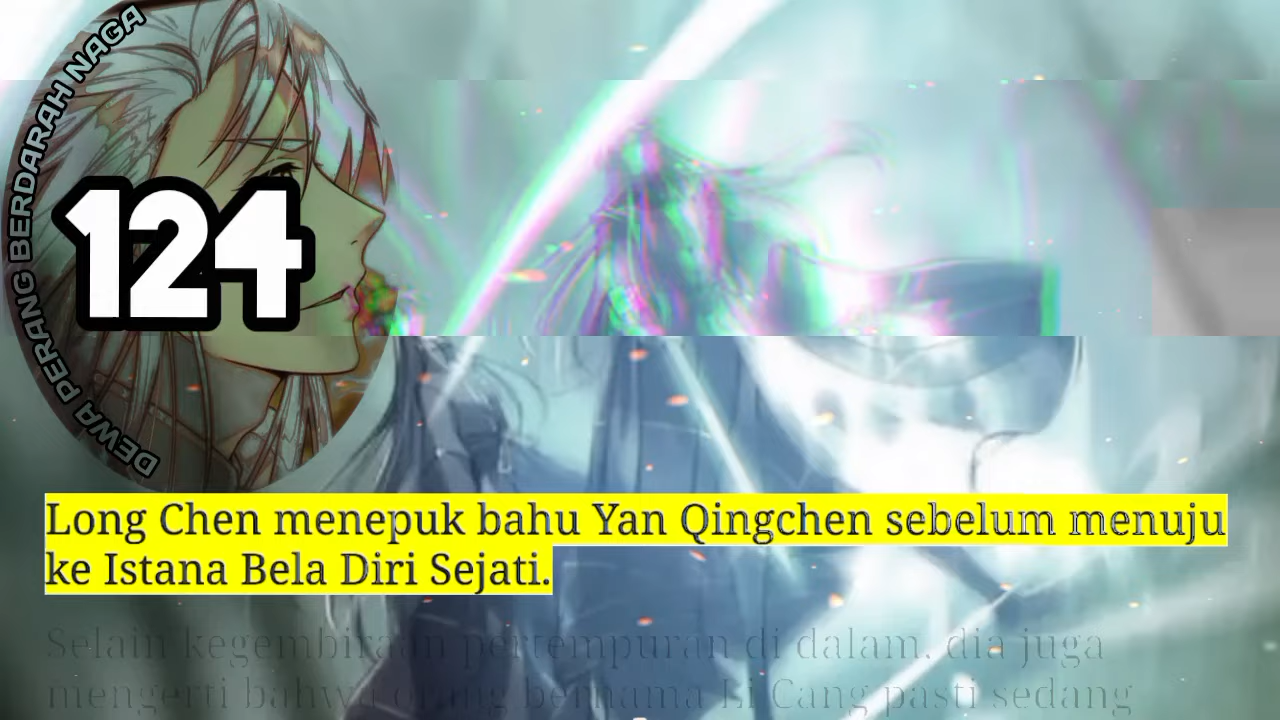 DEWA PERANG BERDARAH NAGA
124
Long Chen menepuk bahu Yan Qingchen sebelum menuju
ke Istana Bela Diri Sejati.
Selain kegembiraan pertempuran di dalam, dia juga
mengerti bahwa orang bernama Li Cang pasti sedang